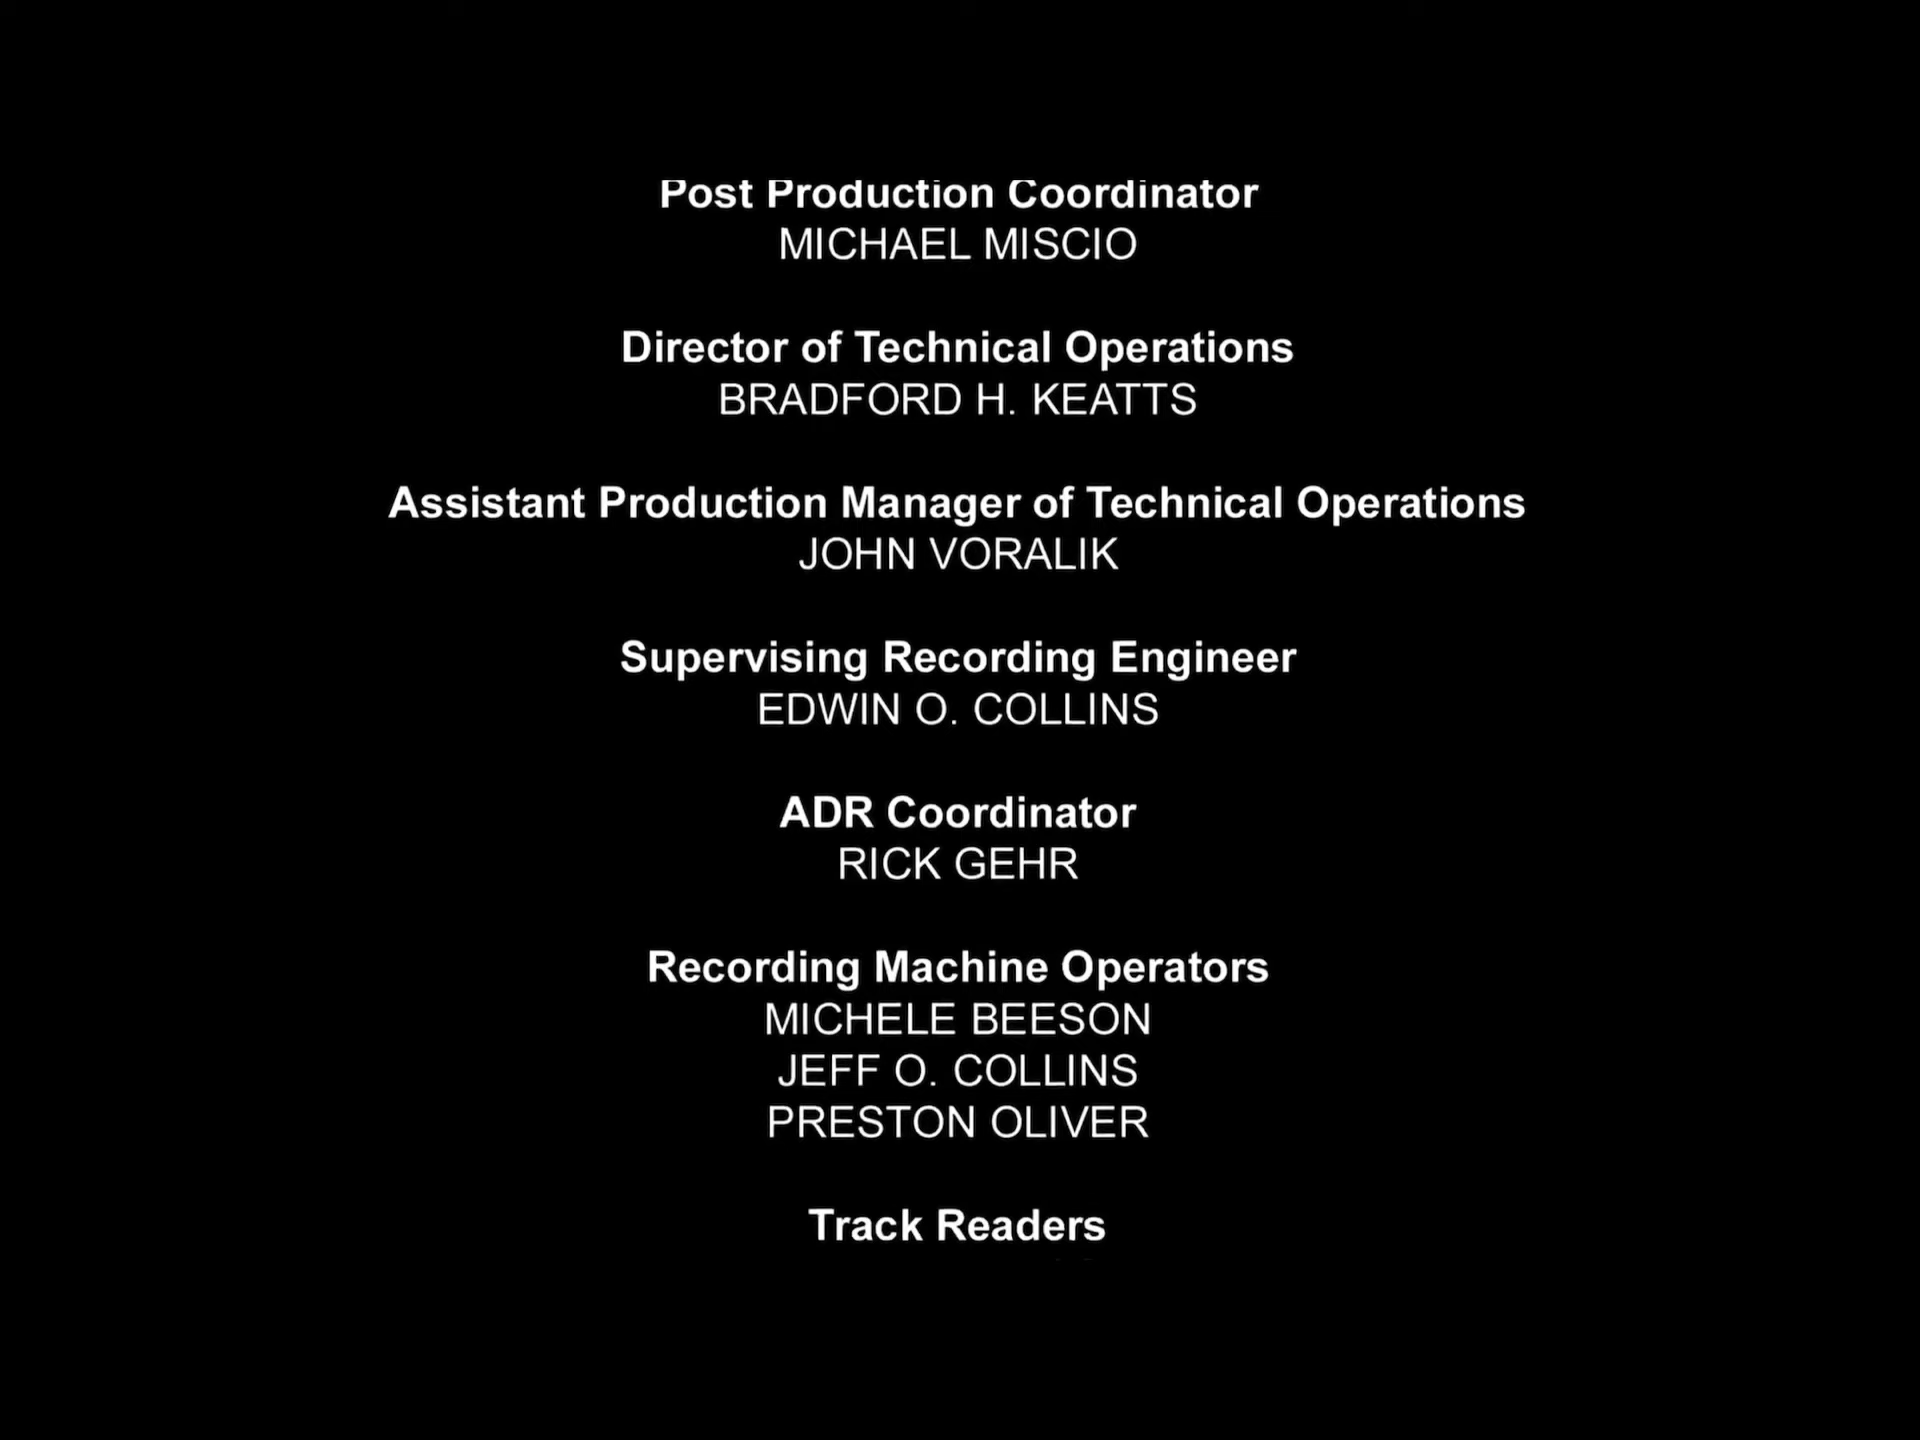 Post Production Coordinator
MICHAEL MISCIO
Director of Technical Operations
BRADFORD H. KEATTS
Assistant Production Manager of Technical Operations
JOHN VORALIK
Supervising Recording Engineer
EDWIN O. COLLINS
ADR Coordinator
RICK GEHR
Recording Machine Operators
MICHELE BEESON
JEFF O. COLLINS
PRESTON OLIVER
Track Readers